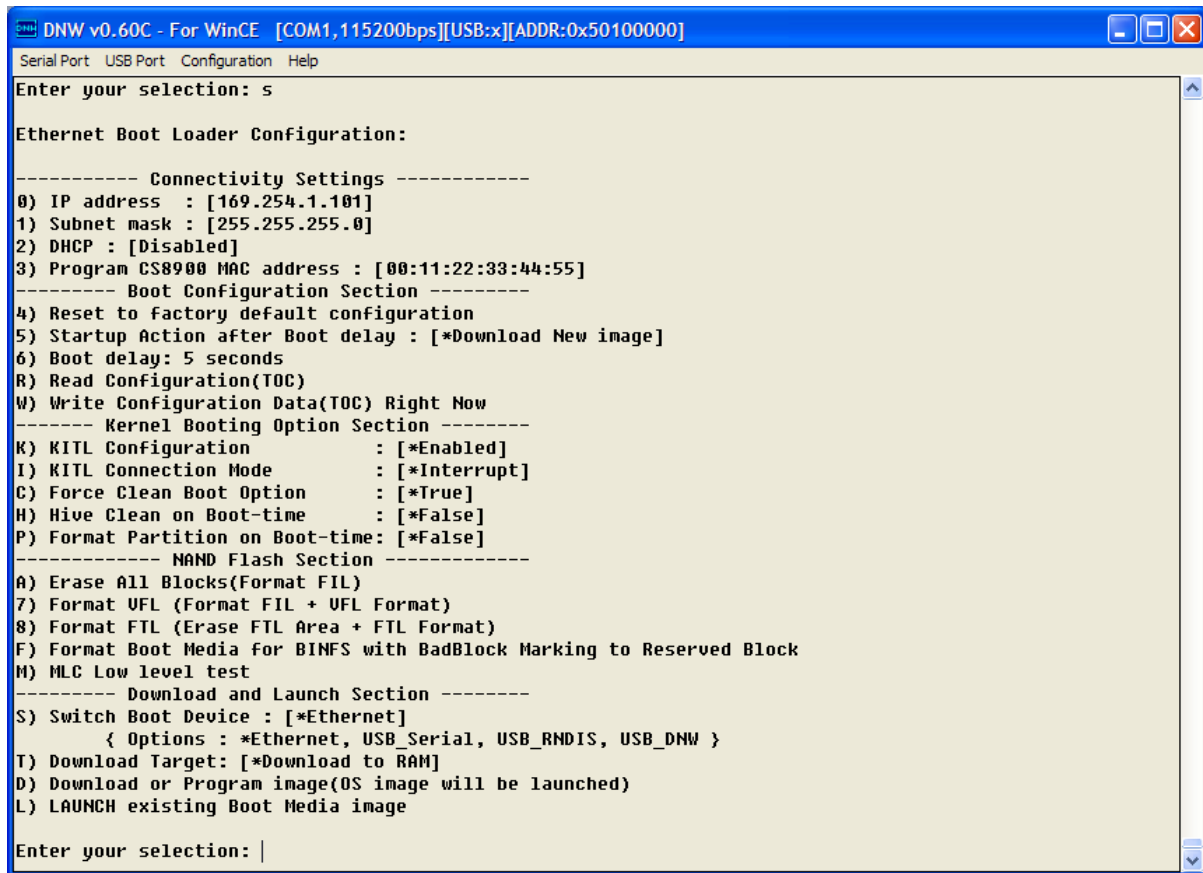 DNW v0.60C - For WinCE   [COM1,115200bps][USB:x][ADDR:0x50100000]
Serial Port  USB Port  Configuration  Help
Enter your selection: s
Ethernet Boot Loader Configuration:
----------- Connectivity Settings ------------
0) IP address  : [169.254.1.101]
1) Subnet mask : [255.255.255.0]
2) DHCP : [Disabled]
3) Program CS8900 MAC address : [00:11:22:33:44:55]
--------- Boot Configuration Section ---------
4) Reset to factory default configuration
5) Startup Action after Boot delay : [*Download New image]
6) Boot delay: 5 seconds
R) Read Configuration(TOC)
W) Write Configuration Data(TOC) Right Now
------- Kernel Booting Option Section --------
K) KITL Configuration            : [*Enabled]
I) KITL Connection Mode          : [*Interrupt]
C) Force Clean Boot Option       : [*True]
H) Hive Clean on Boot-time       : [*False]
P) Format Partition on Boot-time: [*False]
------------- NAND Flash Section -------------
A) Erase All Blocks(Format FIL)
7) Format VFL (Format FIL + VFL Format)
8) Format FTL (Erase FTL Area + FTL Format)
F) Format Boot Media for BINFS with BadBlock Marking to Reserved Block
M) MLC Low level test
--------- Download and Launch Section --------
S) Switch Boot Device : [*Ethernet]
        { Options : *Ethernet, USB_Serial, USB_RNDIS, USB_DNW }
T) Download Target: [*Download to RAM]
D) Download or Program image(OS image will be launched)
L) LAUNCH existing Boot Media image
Enter your selection: